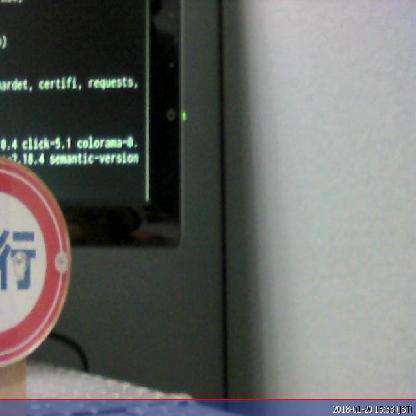 ardet, certifi, requests,
0.4 click-5.1 colorama-0.
-2.18.4 semantic-version
行